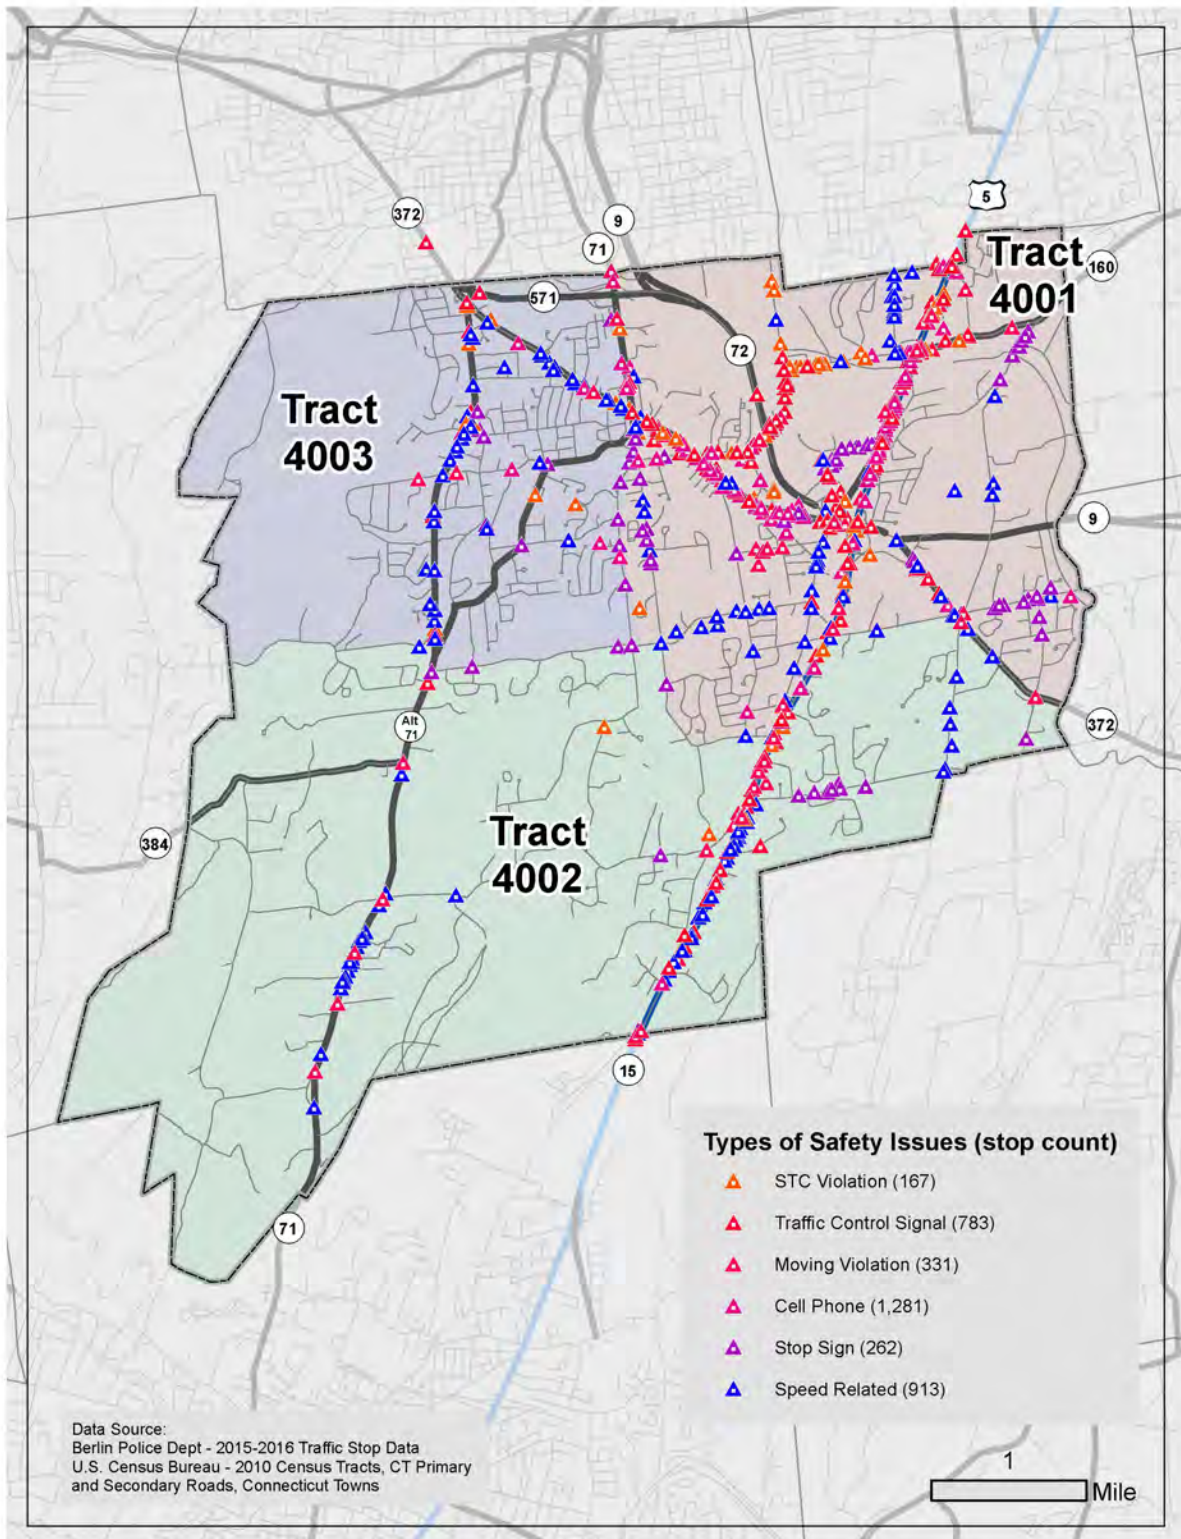 5
372
9
71
Tract
4001
160
571
72
Tract
4003
9
Alt
71
372
384
Tract
4002
15
Types of Safety Issues (stop count)
STC Violation (167)
Traffic Control Signal (783)
Moving Violation (331)
Cell Phone (1,281)
Stop Sign (262)
Speed Related (913)
71
Data Source:
Berlin Police Dept - 2015-2016 Traffic Stop Data
U.S. Census Bureau - 2010 Census Tracts, CT Primary
and Secondary Roads, Connecticut Towns
1
Mile